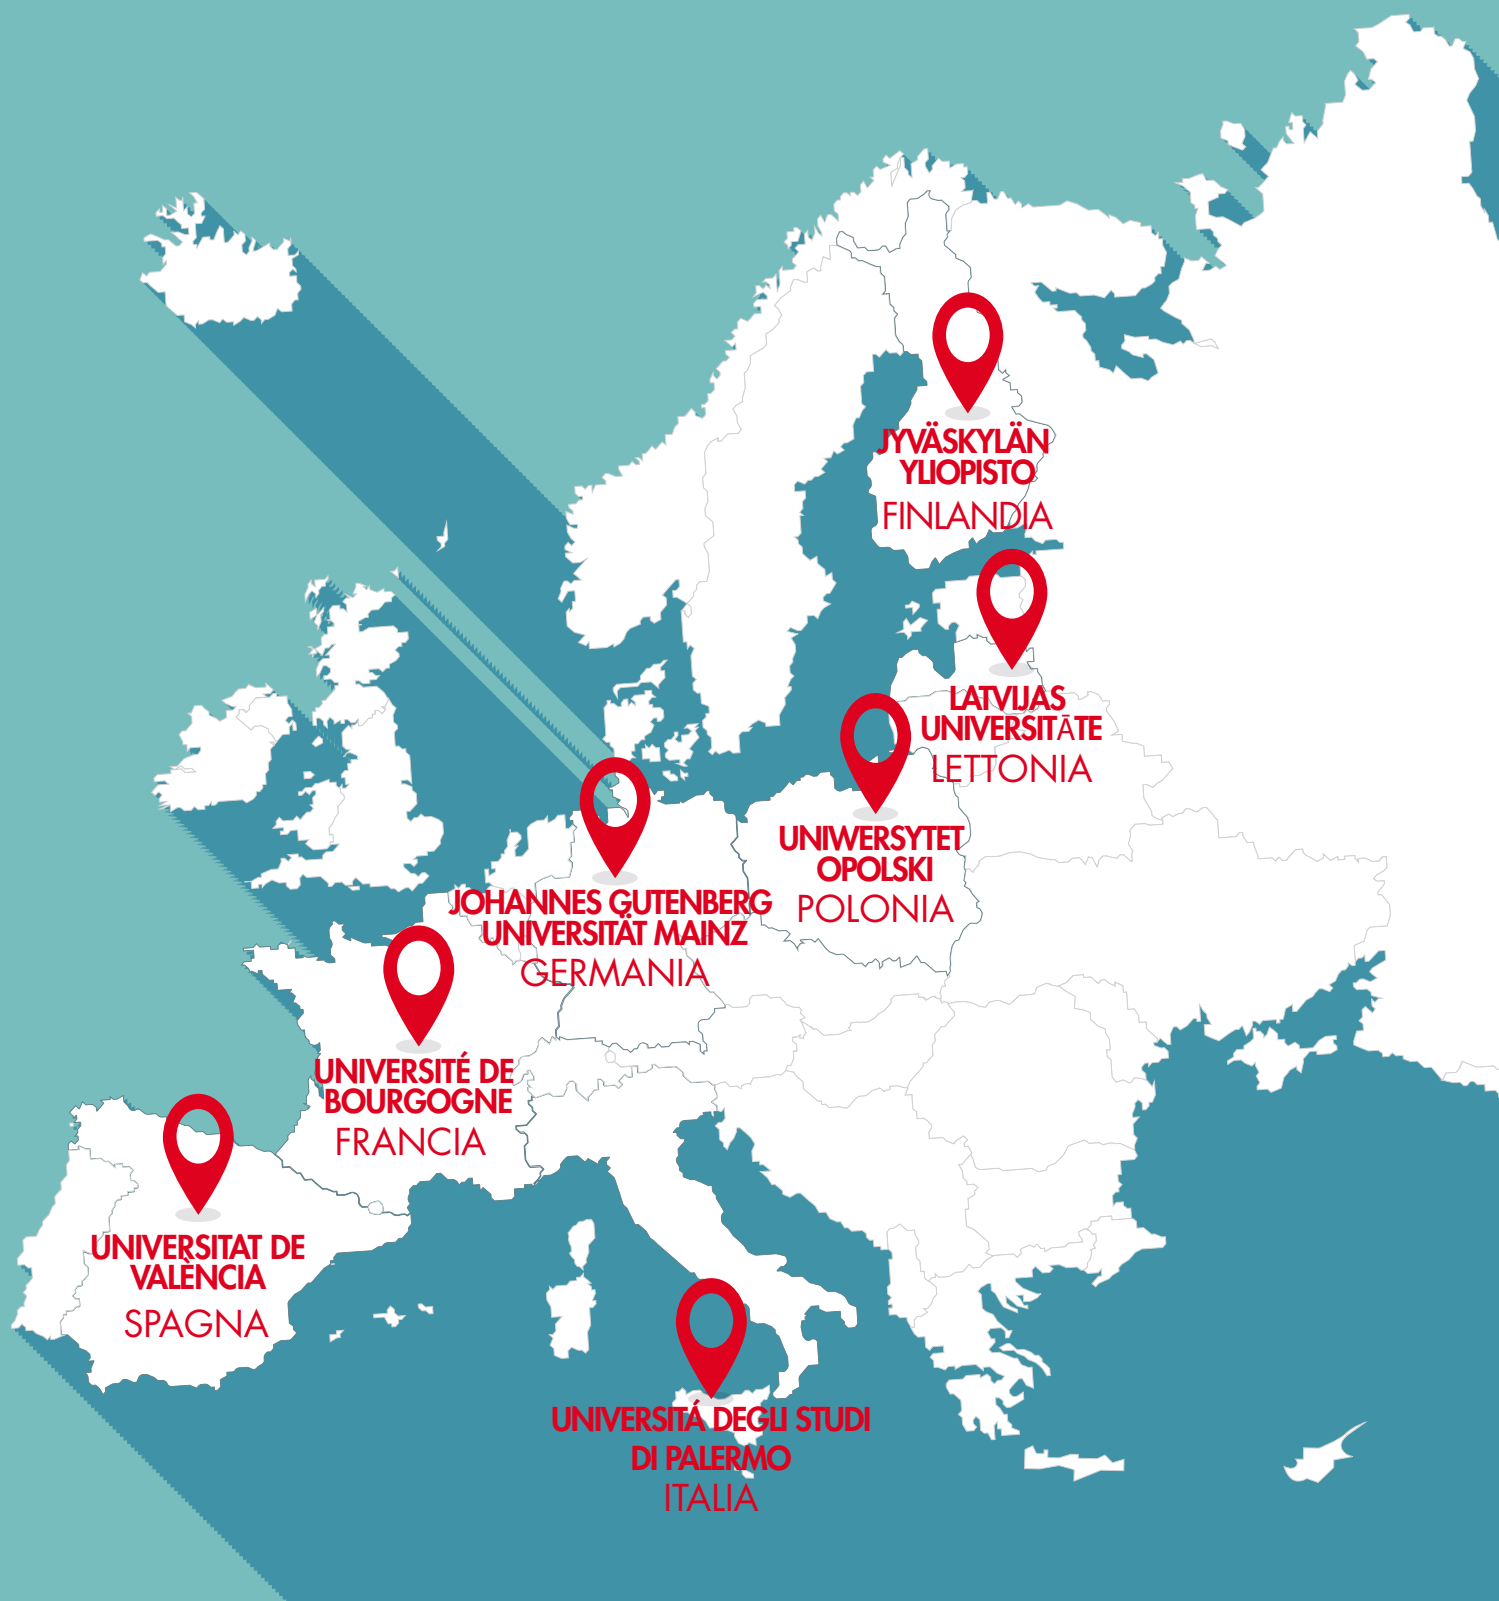 JYVÄSKYLÄN
YLIOPISTO
FINLANDIA
LATVIJAS
UNIVERSITĀTE
LETTONIA
UNIWERSYTET
OPOLSKI
POLONIA
JOHANNES GUTENBERG
UNIVERSITÄT MAINZ
GERMANIA
UNIVERSITÉ DE
BOURGOGNE
FRANCIA
UNIVERSITAT DE
VALÈNCIA
SPAGNA
UNIVERSITÁ DEGLI STUDI
DI PALERMO
ITALIA